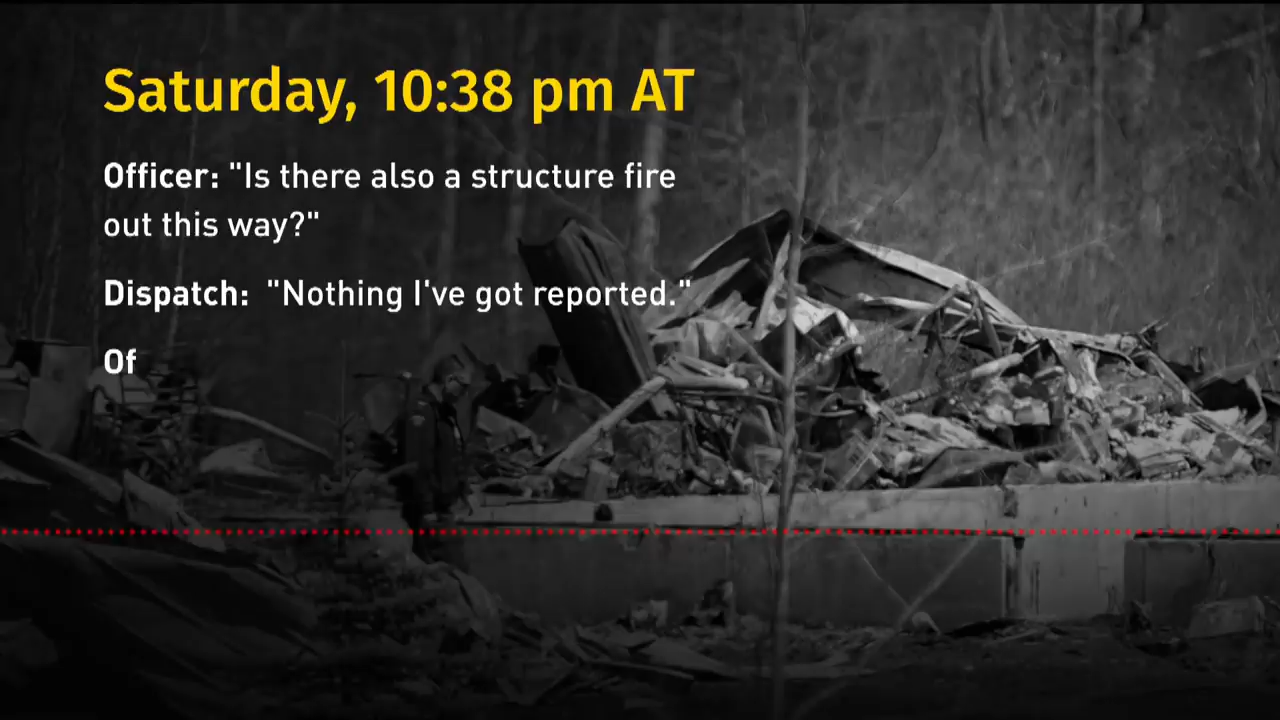 Saturday, 10:38 pm AT
Officer: "Is there also a structure fire
out this way?"
Dispatch: "Nothing I've got reported."
Of